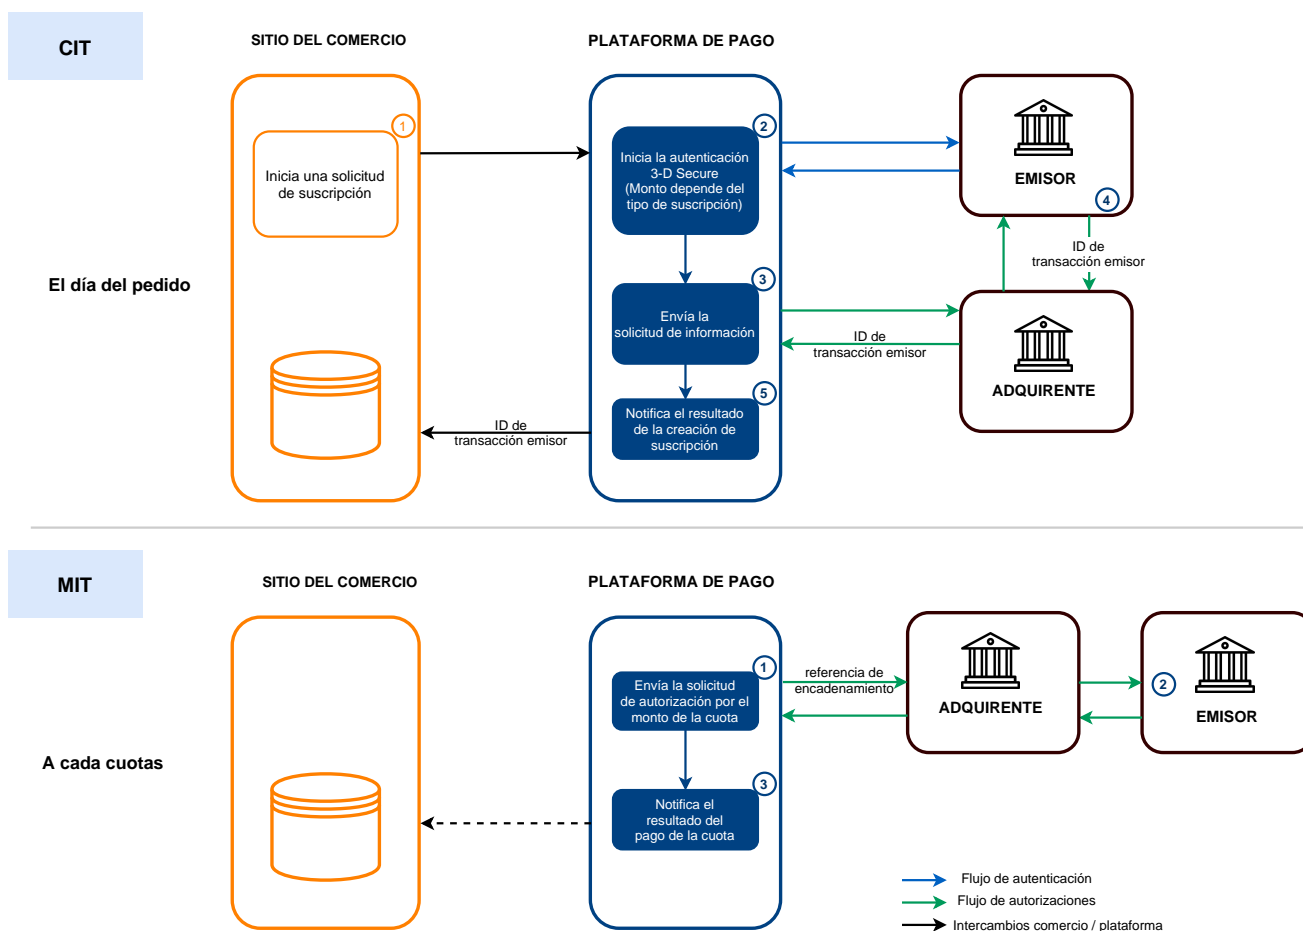 CIT
SITIO DEL COMERCIO
PLATAFORMA DE PAGO
1
Inicia una solicitud
de suscripción
2
Inicia la autenticación
3-D Secure
(Monto depende del
tipo de suscripción)
EMISOR
4
ID de
transacción emisor
El día del pedido
3
Envía la
solicitud de información
ID de
transacción emisor
ADQUIRENTE
5
Notifica el resultado
de la creación de
suscripción
ID de
transacción emisor
MIT
SITIO DEL COMERCIO
PLATAFORMA DE PAGO
1
Envía la solicitud
de autorización por el
monto de la cuota
referencia de
encadenamiento
ADQUIRENTE
2
EMISOR
A cada cuotas
3
Notifica el
resultado del
pago de la cuota
Flujo de autenticación
Flujo de autorizaciones
Intercambios comercio / plataforma